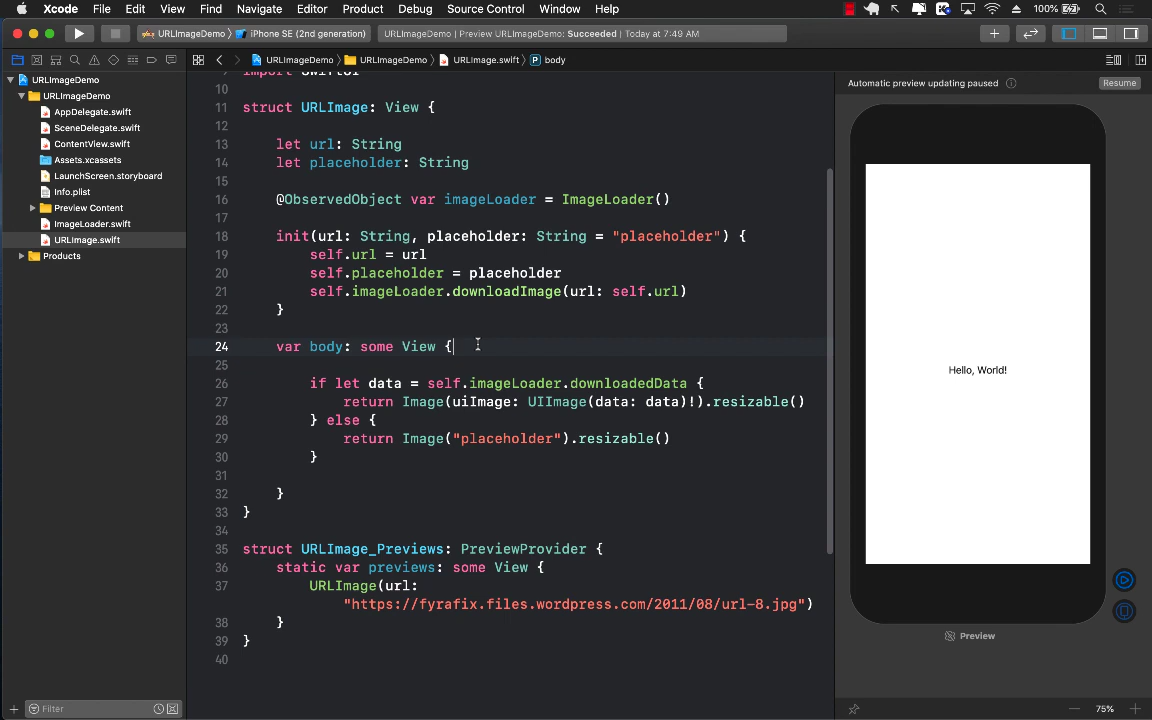 Xcode File Edit View Find Navigate Editor Product Debug Source Control Window Help 100%
URLImageDemo iPhone SE (2nd generation) URLImageDemo | Preview URLImageDemo: Succeeded | Today at 7:49 AM
URLImageDemo URLImageDemo URLImage.swift P body
URLImageDemo
URLImageDemo
AppDelegate.swift
SceneDelegate.swift
ContentView.swift
Assets.xcassets
LaunchScreen.storyboard
Info.plist
Preview Content
ImageLoader.swift
URLImage.swift
Products
Filter
9 import SwiftUI
10
11 struct URLImage: View {
12
13 let url: String
14 let placeholder: String
15
16 @ObservedObject var imageLoader = ImageLoader()
17
18 init(url: String, placeholder: String = "placeholder") {
19 self.url = url
20 self.placeholder = placeholder
21 self.imageLoader.downloadImage(url: self.url)
22 }
23
24 var body: some View {
25
26 if let data = self.imageLoader.downloadedData {
27 return Image(uiImage: UIImage(data: data)!).resizable()
28 } else {
29 return Image("placeholder").resizable()
30 }
31
32 }
33 }
34
35 struct URLImage_Previews: PreviewProvider {
36 static var previews: some View {
37 URLImage(url:
"https://fyrafix.files.wordpress.com/2011/08/url-8.jpg")
38 }
39 }
40
Automatic preview updating paused Resume
Hello, World!
Preview
75%